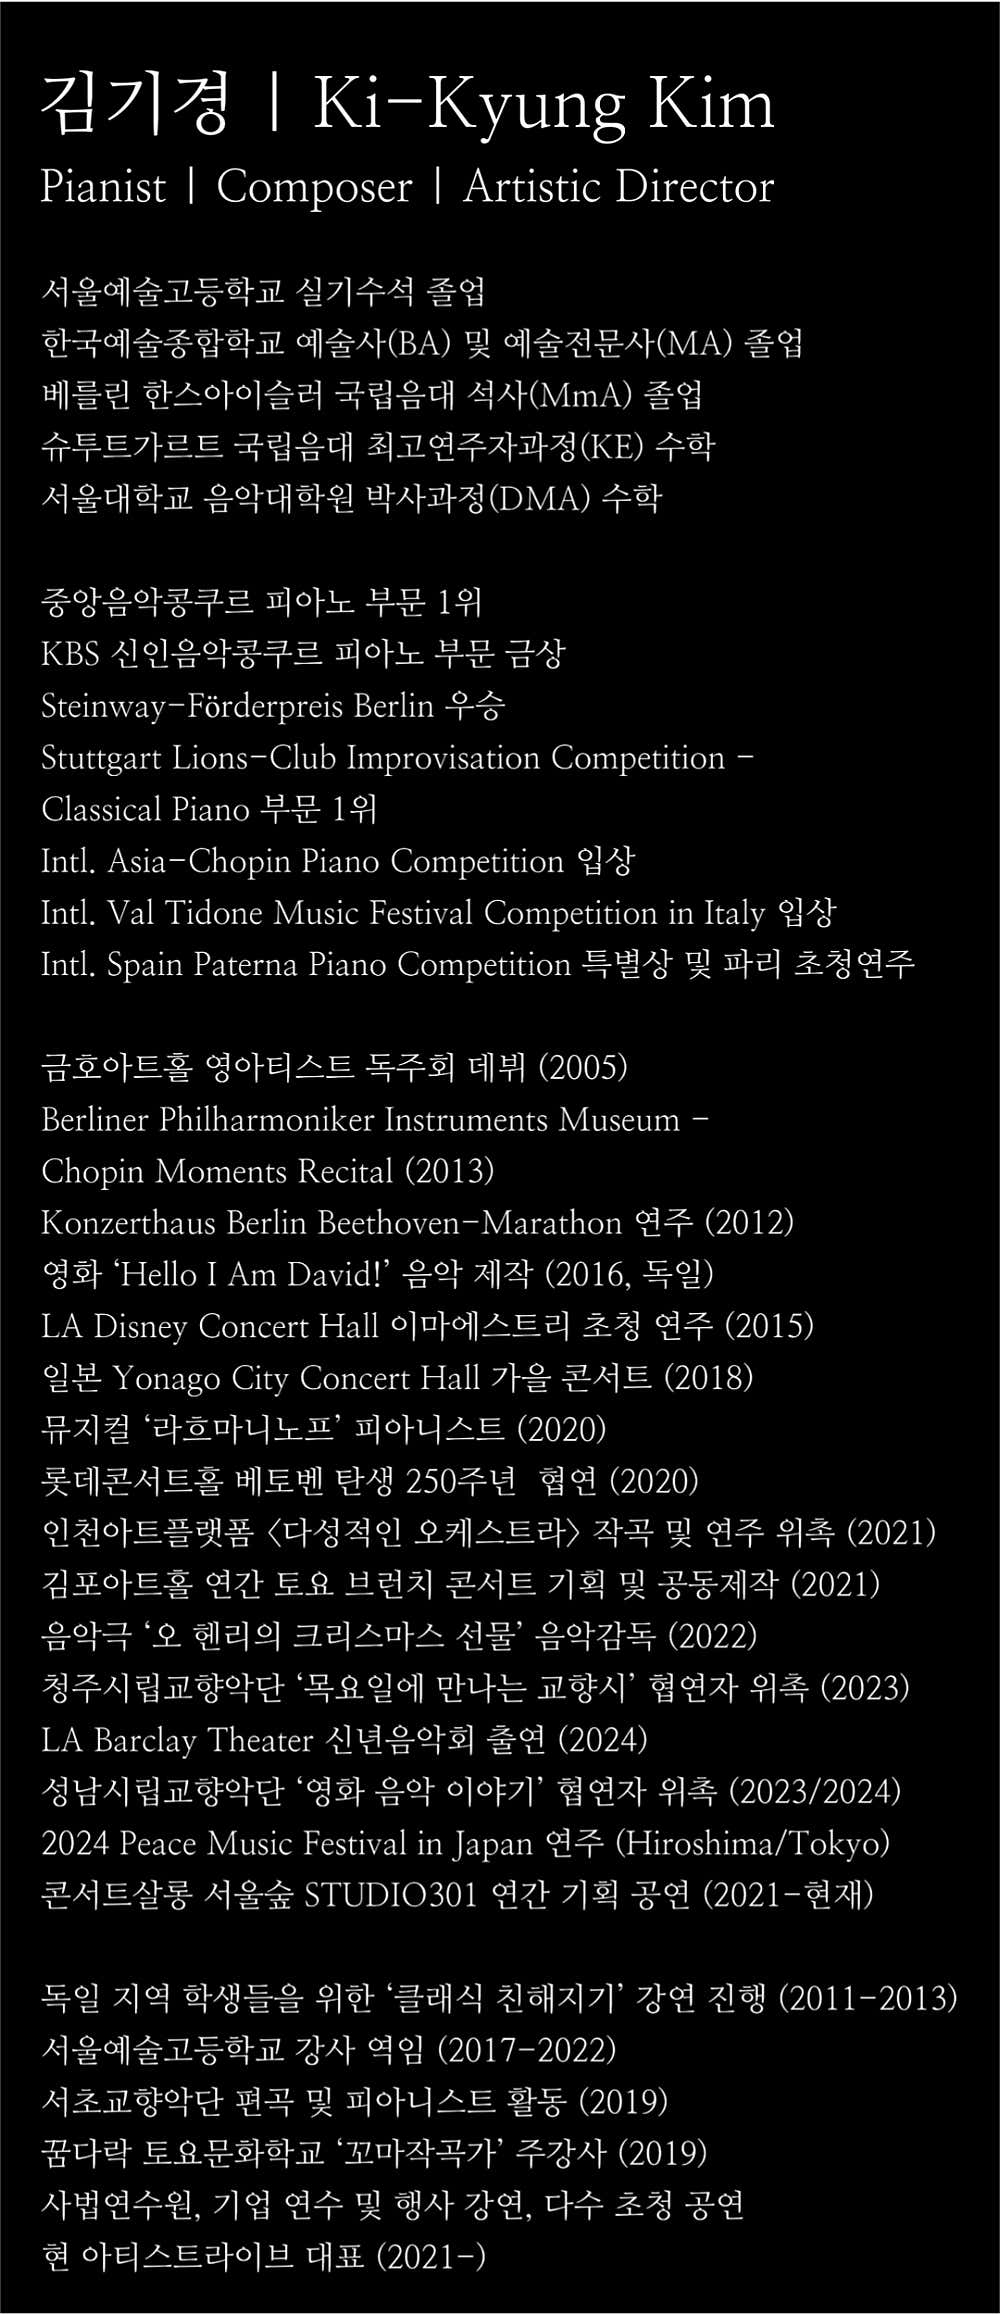 김기경 | Ki-Kyung Kim
Pianist | Composer | Artistic Director
서울예술고등학교 실기수석 졸업
한국예술종합학교 예술사(BA) 및 예술전문사(MA) 졸업
베를린 한스아이슬러 국립음대 석사(MmA) 졸업
슈투트가르트 국립음대 최고연주자과정(KE) 수학
서울대학교 음악대학원 박사과정(DMA) 수학
중앙음악콩쿠르 피아노 부문 1위
KBS 신인음악콩쿠르 피아노 부문 금상
Steinway-Förderpreis Berlin 우승
Stuttgart Lions-Club Improvisation Competition -
Classical Piano 부문 1위
Intl. Asia-Chopin Piano Competition 입상
Intl. Val Tidone Music Festival Competition in Italy 입상
Intl. Spain Paterna Piano Competition 특별상 및 파리 초청연주
금호아트홀 영아티스트 독주회 데뷔 (2005)
Berliner Philharmoniker Instruments Museum -
Chopin Moments Recital (2013)
Konzerthaus Berlin Beethoven-Marathon 연주 (2012)
영화 ‘Hello I Am David!’ 음악 제작 (2016, 독일)
LA Disney Concert Hall 이마에스트리 초청 연주 (2015)
일본 Yonago City Concert Hall 가을 콘서트 (2018)
뮤지컬 ‘라흐마니노프’ 피아니스트 (2020)
롯데콘서트홀 베토벤 탄생 250주년  협연 (2020)
인천아트플랫폼 <다성적인 오케스트라> 작곡 및 연주 위촉 (2021)
김포아트홀 연간 토요 브런치 콘서트 기획 및 공동제작 (2021)
음악극 ‘오 헨리의 크리스마스 선물’ 음악감독 (2022)
청주시립교향악단 ‘목요일에 만나는 교향시’ 협연자 위촉 (2023)
LA Barclay Theater 신년음악회 출연 (2024)
성남시립교향악단 ‘영화 음악 이야기’ 협연자 위촉 (2023/2024)
2024 Peace Music Festival in Japan 연주 (Hiroshima/Tokyo)
콘서트살롱 서울숲 STUDIO301 연간 기획 공연 (2021-현재)
독일 지역 학생들을 위한 ‘클래식 친해지기’ 강연 진행 (2011-2013)
서울예술고등학교 강사 역임 (2017-2022)
서초교향악단 편곡 및 피아니스트 활동 (2019)
꿈다락 토요문화학교 ‘꼬마작곡가’ 주강사 (2019)
사법연수원, 기업 연수 및 행사 강연, 다수 초청 공연
현 아티스트라이브 대표 (2021-)